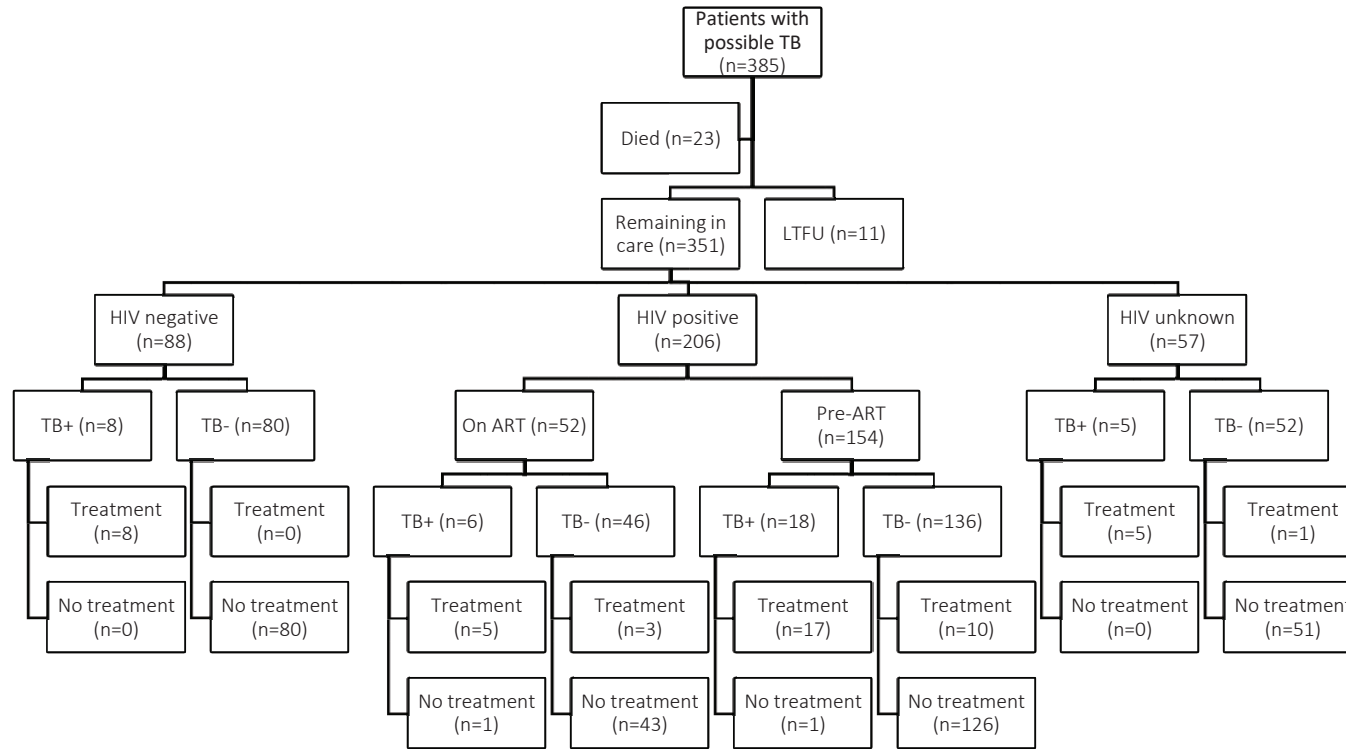 Patients with
possible TB
(n=385)
Died (n=23)
Remaining in
care (n=351)
LTFU (n=11)
HIV negative
(n=88)
HIV positive
(n=206)
HIV unknown
(n=57)
TB+ (n=8)
TB- (n=80)
On ART (n=52)
Pre-ART
(n=154)
TB+ (n=5)
TB- (n=52)
Treatment
(n=8)
Treatment
(n=0)
TB+ (n=6)
TB- (n=46)
TB+ (n=18)
TB- (n=136)
Treatment
(n=5)
Treatment
(n=1)
No treatment
(n=0)
No treatment
(n=80)
Treatment
(n=5)
Treatment
(n=3)
Treatment
(n=17)
Treatment
(n=10)
No treatment
(n=0)
No treatment
(n=51)
No treatment
(n=1)
No treatment
(n=43)
No treatment
(n=1)
No treatment
(n=126)